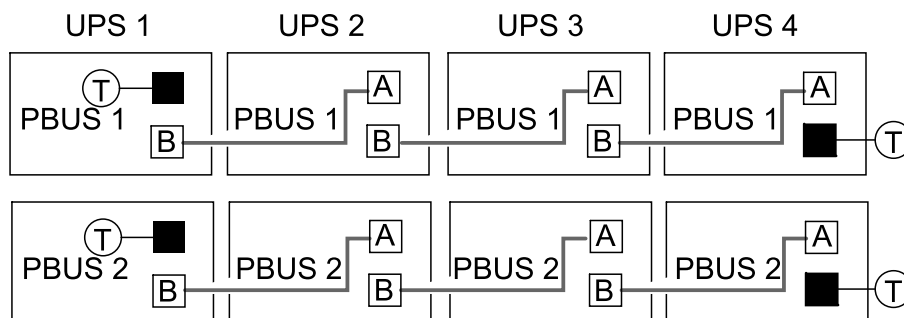 UPS 1 UPS 2 UPS 3 UPS 4
T A A A
PBUS 1 PBUS 1 PBUS 1 PBUS 1
B B B T
T A A A
PBUS 2 PBUS 2 PBUS 2 PBUS 2
B B B T